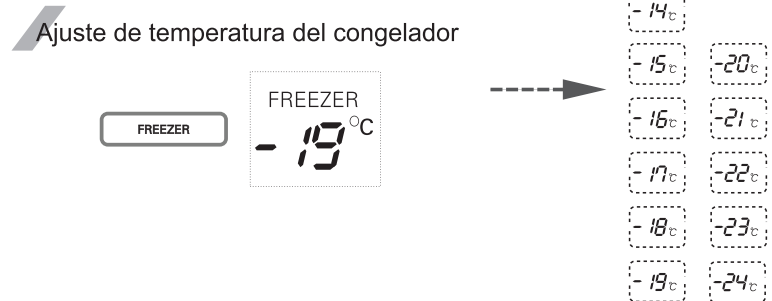 Ajuste de temperatura del congelador
FREEZER
FREEZER
- 19 °C
- 14 °C
- 15 °C
- 16 °C
- 17 °C
- 18 °C
- 19 °C
-20 °C
-21 °C
-22 °C
-23 °C
-24 °C